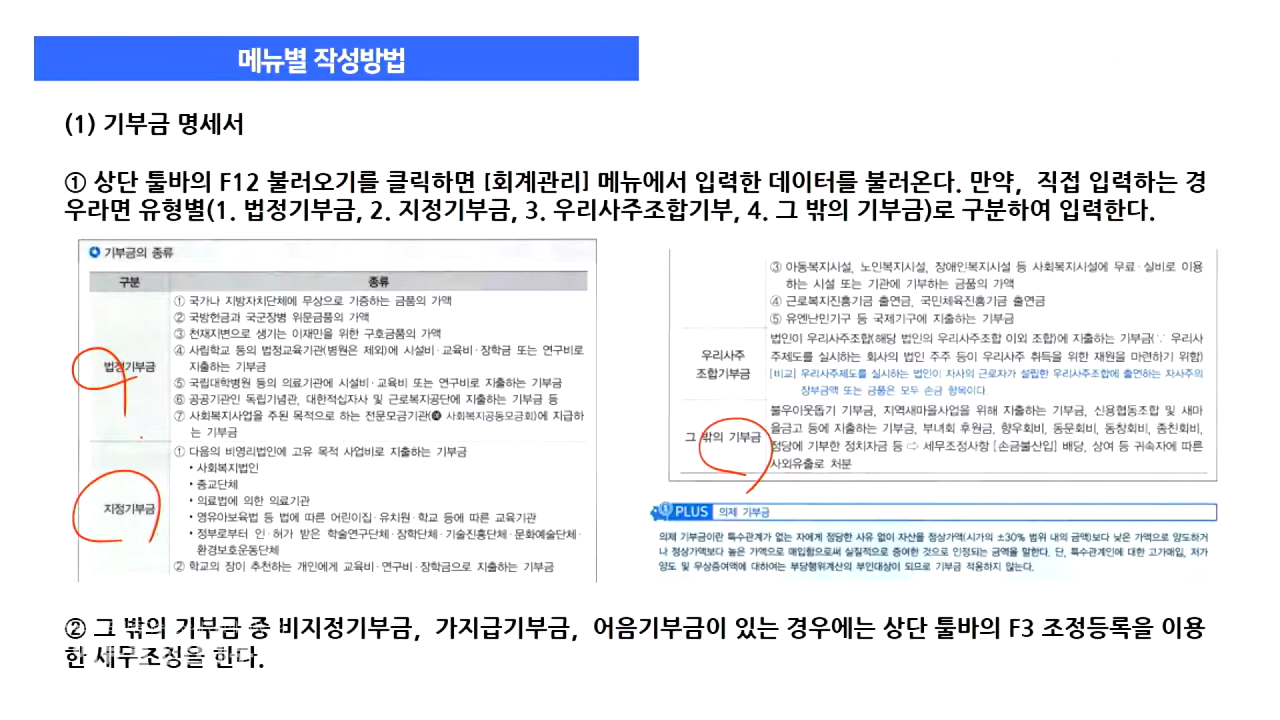 메뉴별 작성방법
(1) 기부금 명세서
① 상단 툴바의 F12 불러오기를 클릭하면 [회계관리] 메뉴에서 입력한 데이터를 불러온다. 만약, 직접 입력하는 경
우라면 유형별(1. 법정기부금, 2. 지정기부금, 3. 우리사주조합기부, 4. 그 밖의 기부금)로 구분하여 입력한다.
기부금의 종류
구분 종류
법정기부금
① 국가나 지방자치단체에 무상으로 기증하는 금품의 가액
② 국방헌금과 국군장병 위문금품의 가액
③ 천재지변으로 생기는 이재민을 위한 구호금품의 가액
④ 사립학교 등의 법정교육기관(병원은 제외)에 시설비·교육비·장학금 또는 연구비로
지출하는 기부금
⑤ 국립대학병원 등의 의료기관에 시설비·교육비 또는 연구비로 지출하는 기부금
⑥ 공공기관인 독립기념관, 대한적십자사 및 근로복지공단에 지출하는 기부금 등
⑦ 사회복지사업을 주된 목적으로 하는 전문모금기관(예 사회복지공동모금회)에 지급하
는 기부금
지정기부금
① 다음의 비영리법인에 고유 목적 사업비로 지출하는 기부금
• 사회복지법인
• 종교단체
• 의료법에 의한 의료기관
• 영유아보육법 등 법에 따른 어린이집·유치원·학교 등에 따른 교육기관
• 정부로부터 인·허가 받은 학술연구단체·장학단체·기술진흥단체·문화예술단체·
환경보호운동단체
② 학교의 장이 추천하는 개인에게 교육비·연구비·장학금으로 지출하는 기부금
③ 아동복지시설, 노인복지시설, 장애인복지시설 등 사회복지시설에 무료·실비로 이용
하는 시설 또는 기관에 기부하는 금품의 가액
④ 근로복지진흥기금 출연금, 국민체육진흥기금 출연금
⑤ 유엔난민기구 등 국제기구에 지출하는 기부금
우리사주
조합기부금
법인이 우리사주조합(해당 법인의 우리사주조합 이외 조합)에 지출하는 기부금(∵ 우리사
주제도를 실시하는 회사의 법인 주주 등이 우리사주 취득을 위한 재원을 마련하기 위함)
[비교] 우리사주제도를 실시하는 법인이 자사의 근로자가 설립한 우리사주조합에 출연하는 자사주의
장부금액 또는 금품은 모두 손금 항목이다
그 밖의 기부금
불우이웃돕기 기부금, 지역새마을사업을 위해 지출하는 기부금, 신용협동조합 및 새마
을금고 등에 지출하는 기부금, 부녀회 후원금, 향우회비, 동문회비, 동창회비, 종친회비,
정당에 기부한 정치자금 등 ⇨ 세무조정사항 [손금불산입] 배당, 상여 등 귀속자에 따른
사외유출로 처분
PLUS 의제 기부금
의제 기부금이란 특수관계가 없는 자에게 정당한 사유 없이 자산을 정상가액(시가의 ±30% 범위 내의 금액)보다 낮은 가액으로 양도하거
나 정상가액보다 높은 가액으로 매입함으로써 실질적으로 증여한 것으로 인정되는 금액을 말한다. 단, 특수관계인에 대한 고가매입, 저가
양도 및 무상증여액에 대하여는 부당행위계산의 부인대상이 되므로 기부금 적용하지 않는다.
② 그 밖의 기부금 중 비지정기부금, 가지급기부금, 어음기부금이 있는 경우에는 상단 툴바의 F3 조정등록을 이용
한 세무조정을 한다.